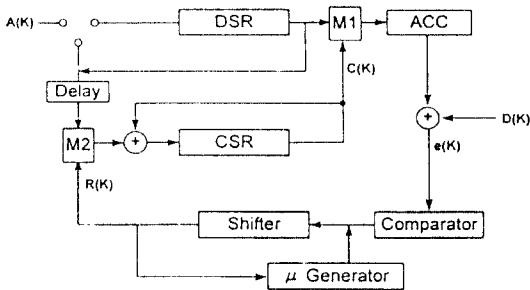 A(K)
DSR
M1
ACC
C(K)
Delay
+
D(K)
M2
+
CSR
e(K)
R(K)
Shifter
Comparator
μ Generator